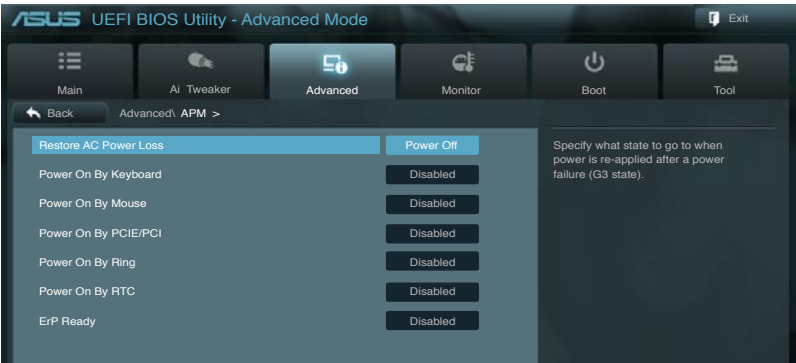 ASUS UEFI BIOS Utility - Advanced Mode
Exit
Main
Ai Tweaker
Advanced
Monitor
Boot
Tool
Back
Advanced\ APM >
Restore AC Power Loss
Power Off
Power On By Keyboard
Disabled
Power On By Mouse
Disabled
Power On By PCIE/PCI
Disabled
Power On By Ring
Disabled
Power On By RTC
Disabled
ErP Ready
Disabled
Specify what state to go to when
power is re-applied after a power
failure (G3 state).